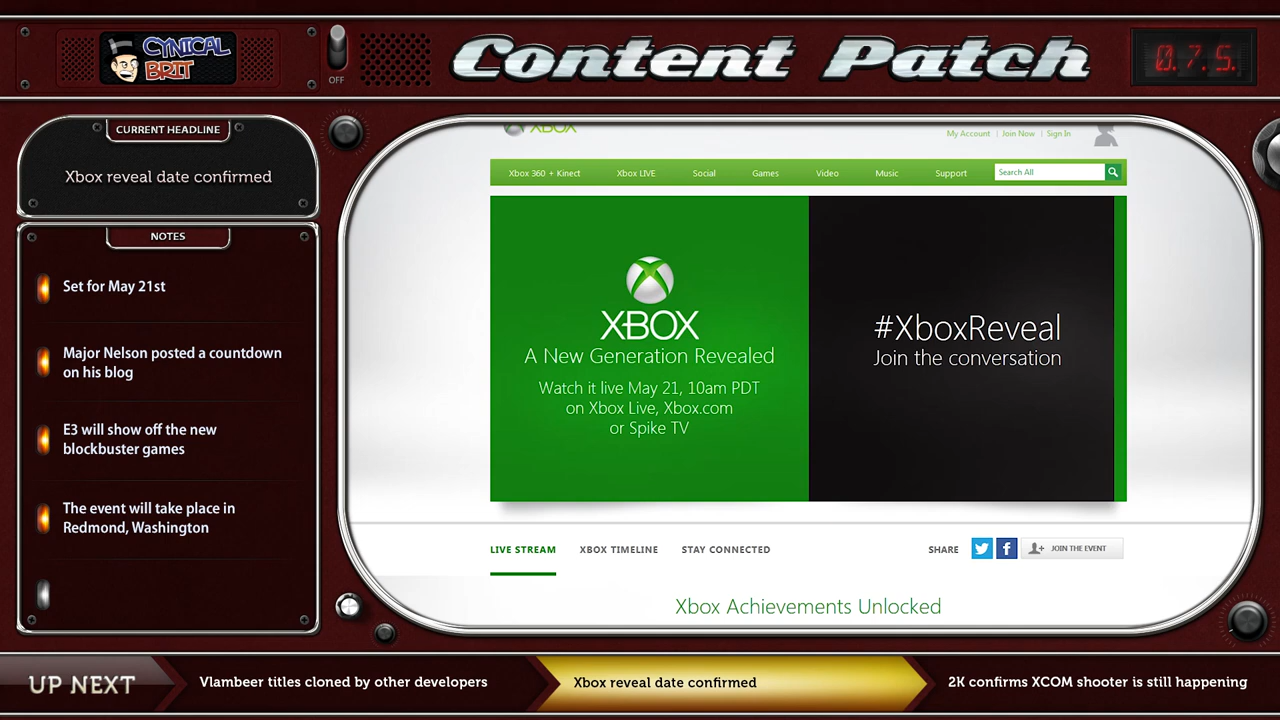 CYNICAL
BRIT
OFF
Content Patch
0.7.5.
CURRENT HEADLINE
Xbox reveal date confirmed
NOTES
Set for May 21st
Major Nelson posted a countdown
on his blog
E3 will show off the new
blockbuster games
The event will take place in
Redmond, Washington
XBOX
My Account | Join Now | Sign In
Xbox 360 + Kinect Xbox LIVE Social Games Video Music Support Search All
XBOX
A New Generation Revealed
Watch it live May 21, 10am PDT
on Xbox Live, Xbox.com
or Spike TV
#XboxReveal
Join the conversation
LIVE STREAM XBOX TIMELINE STAY CONNECTED SHARE JOIN THE EVENT
Xbox Achievements Unlocked
UP NEXT
Vlambeer titles cloned by other developers
Xbox reveal date confirmed
2K confirms XCOM shooter is still happening